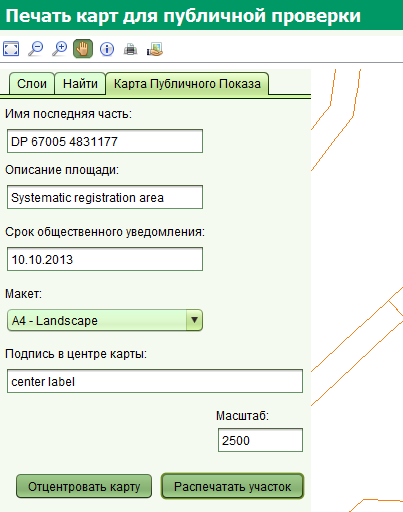 Печать карт для публичной проверки
Слои Найти Карта Публичного Показа
Имя последняя часть:
DP 67005 4831177
Описание площади:
Systematic registration area
Срок общественного уведомления:
10.10.2013
Макет:
A4 - Landscape
Подпись в центре карты:
center label
Масштаб:
2500
Отцентровать карту Распечатать участок